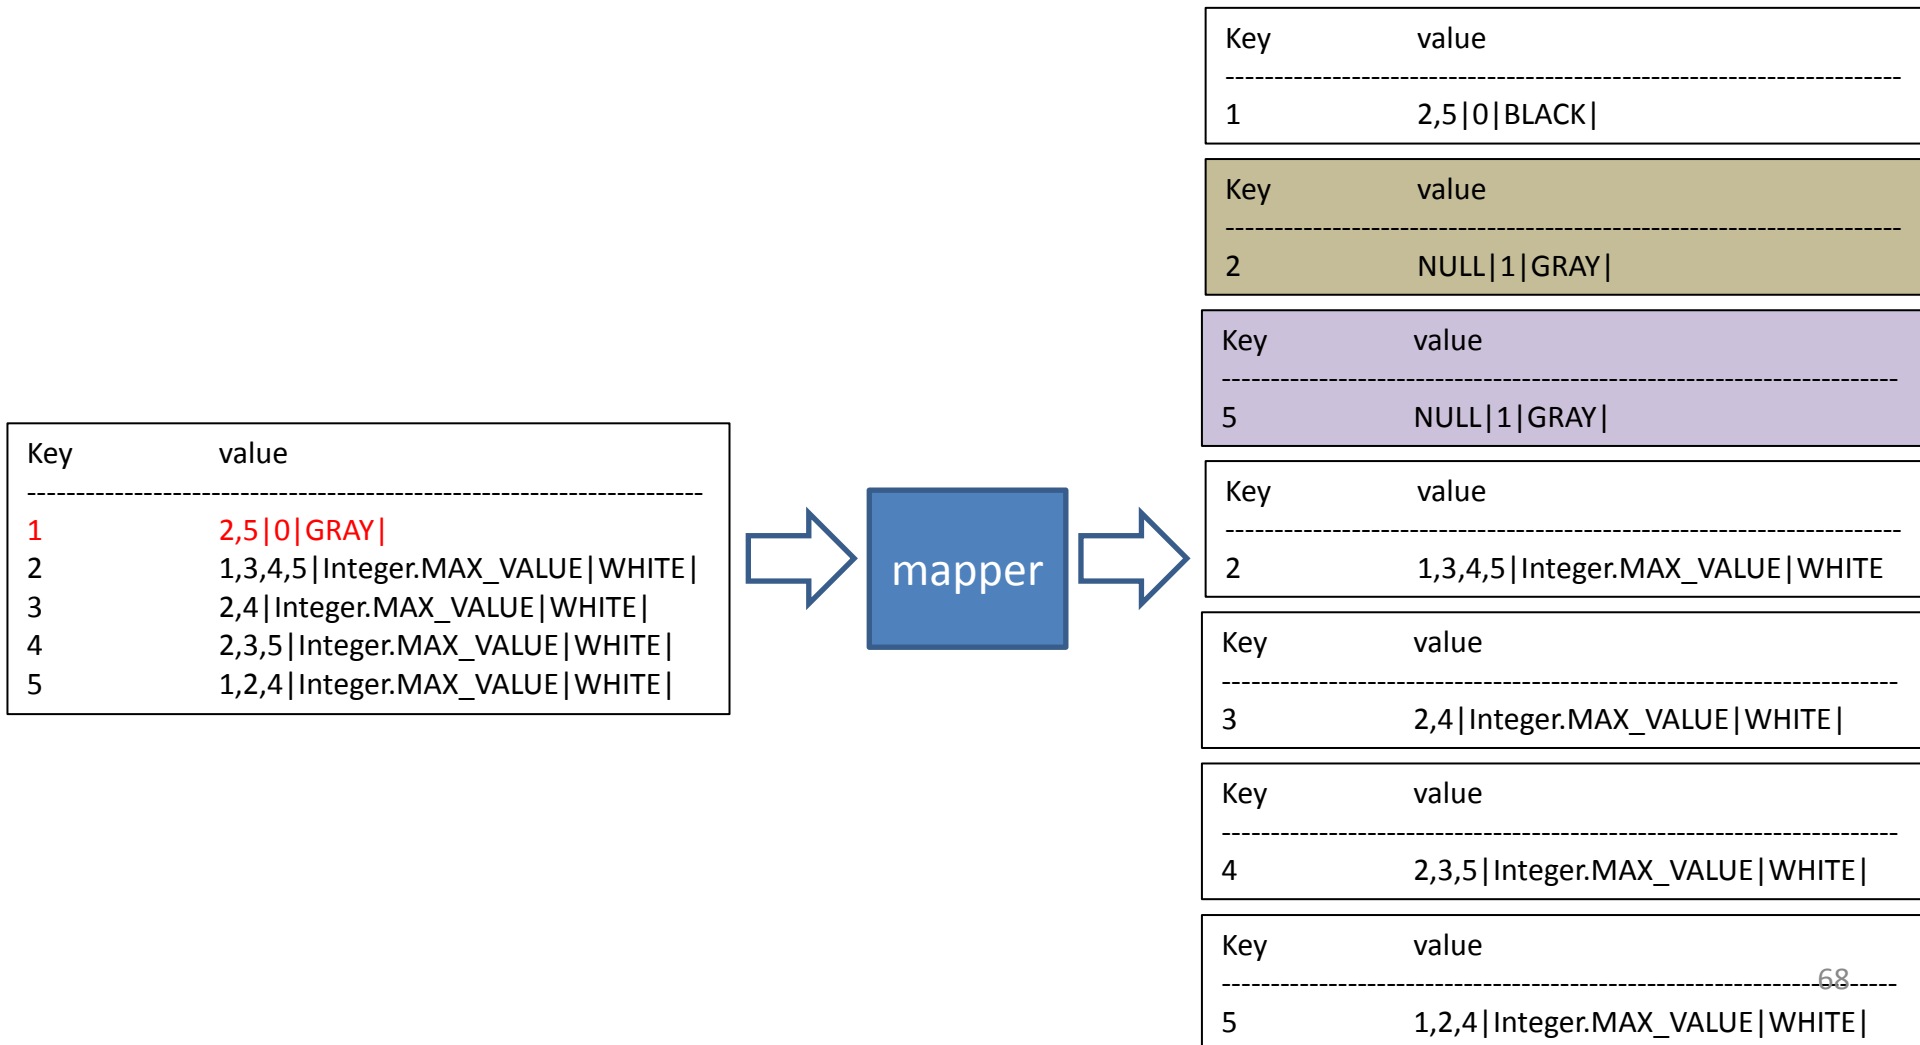 Key value
---------------------------------------------------------------------
1 2,5|0|GRAY|
2 1,3,4,5|Integer.MAX_VALUE|WHITE|
3 2,4|Integer.MAX_VALUE|WHITE|
4 2,3,5|Integer.MAX_VALUE|WHITE|
5 1,2,4|Integer.MAX_VALUE|WHITE|
mapper
Key value
---------------------------------------------------------------------
1 2,5|0|BLACK|
Key value
---------------------------------------------------------------------
2 NULL|1|GRAY|
Key value
---------------------------------------------------------------------
5 NULL|1|GRAY|
Key value
---------------------------------------------------------------------
2 1,3,4,5|Integer.MAX_VALUE|WHITE
Key value
---------------------------------------------------------------------
3 2,4|Integer.MAX_VALUE|WHITE|
Key value
---------------------------------------------------------------------
4 2,3,5|Integer.MAX_VALUE|WHITE|
Key value
---------------------------------------------------------------------
5 1,2,4|Integer.MAX_VALUE|WHITE|
68